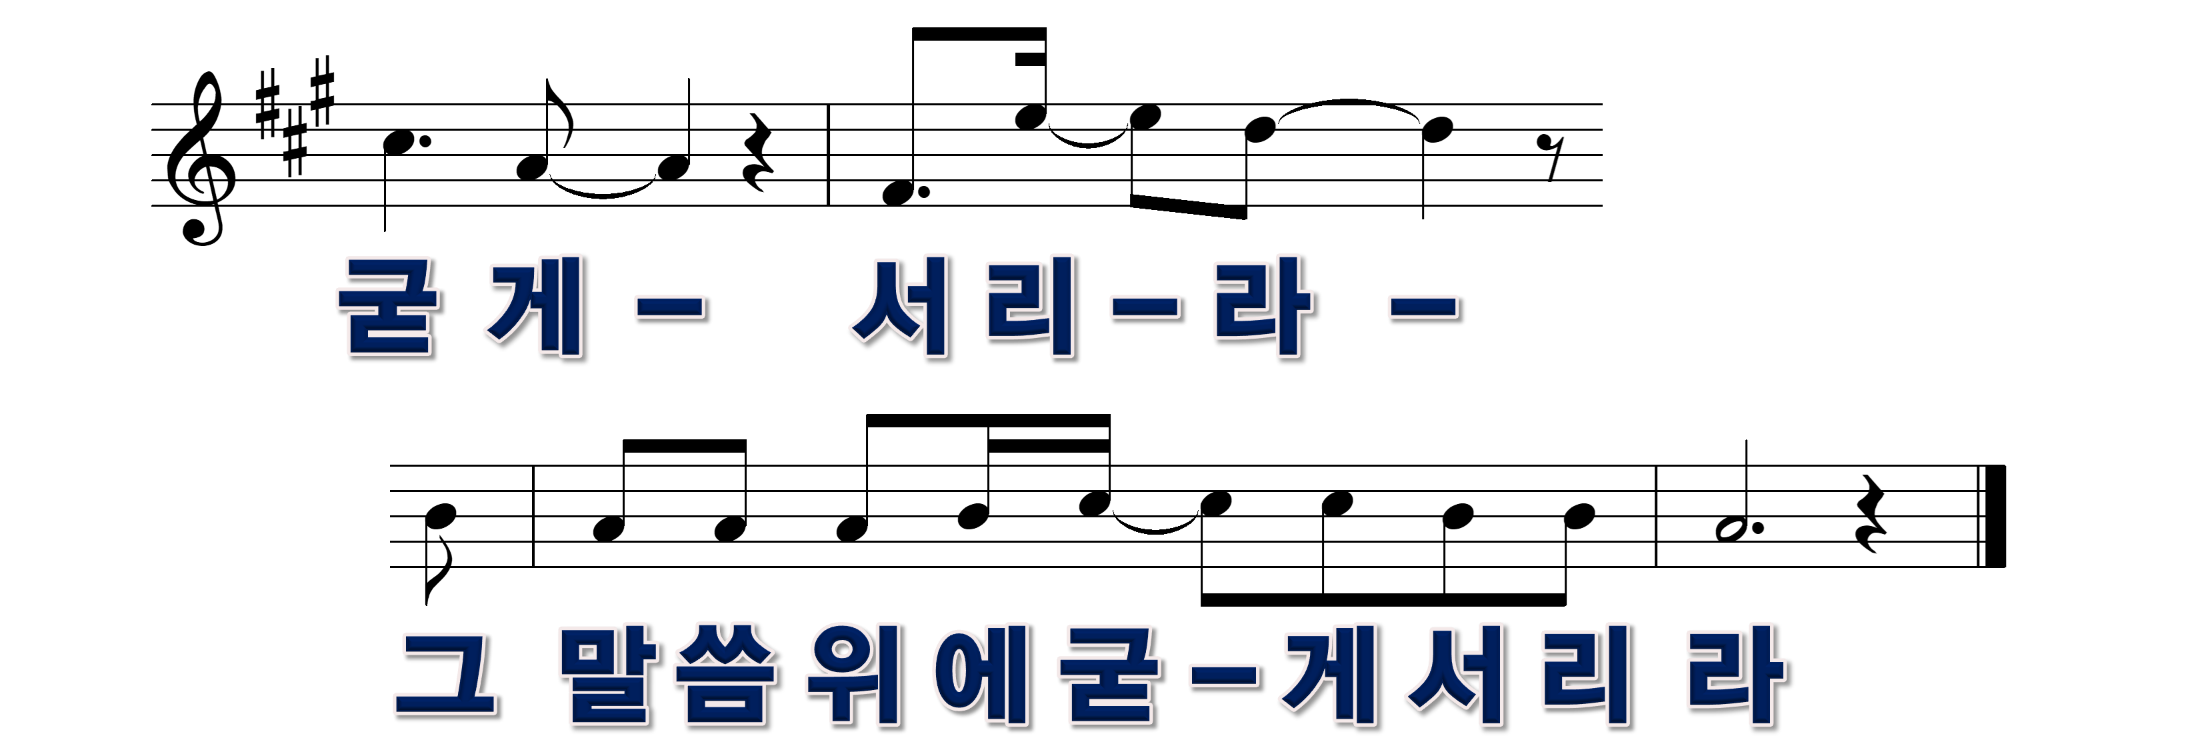 굳 게 – 서 리 – 라 –
그 말 씀 위 에 굳 – 게 서 리 라